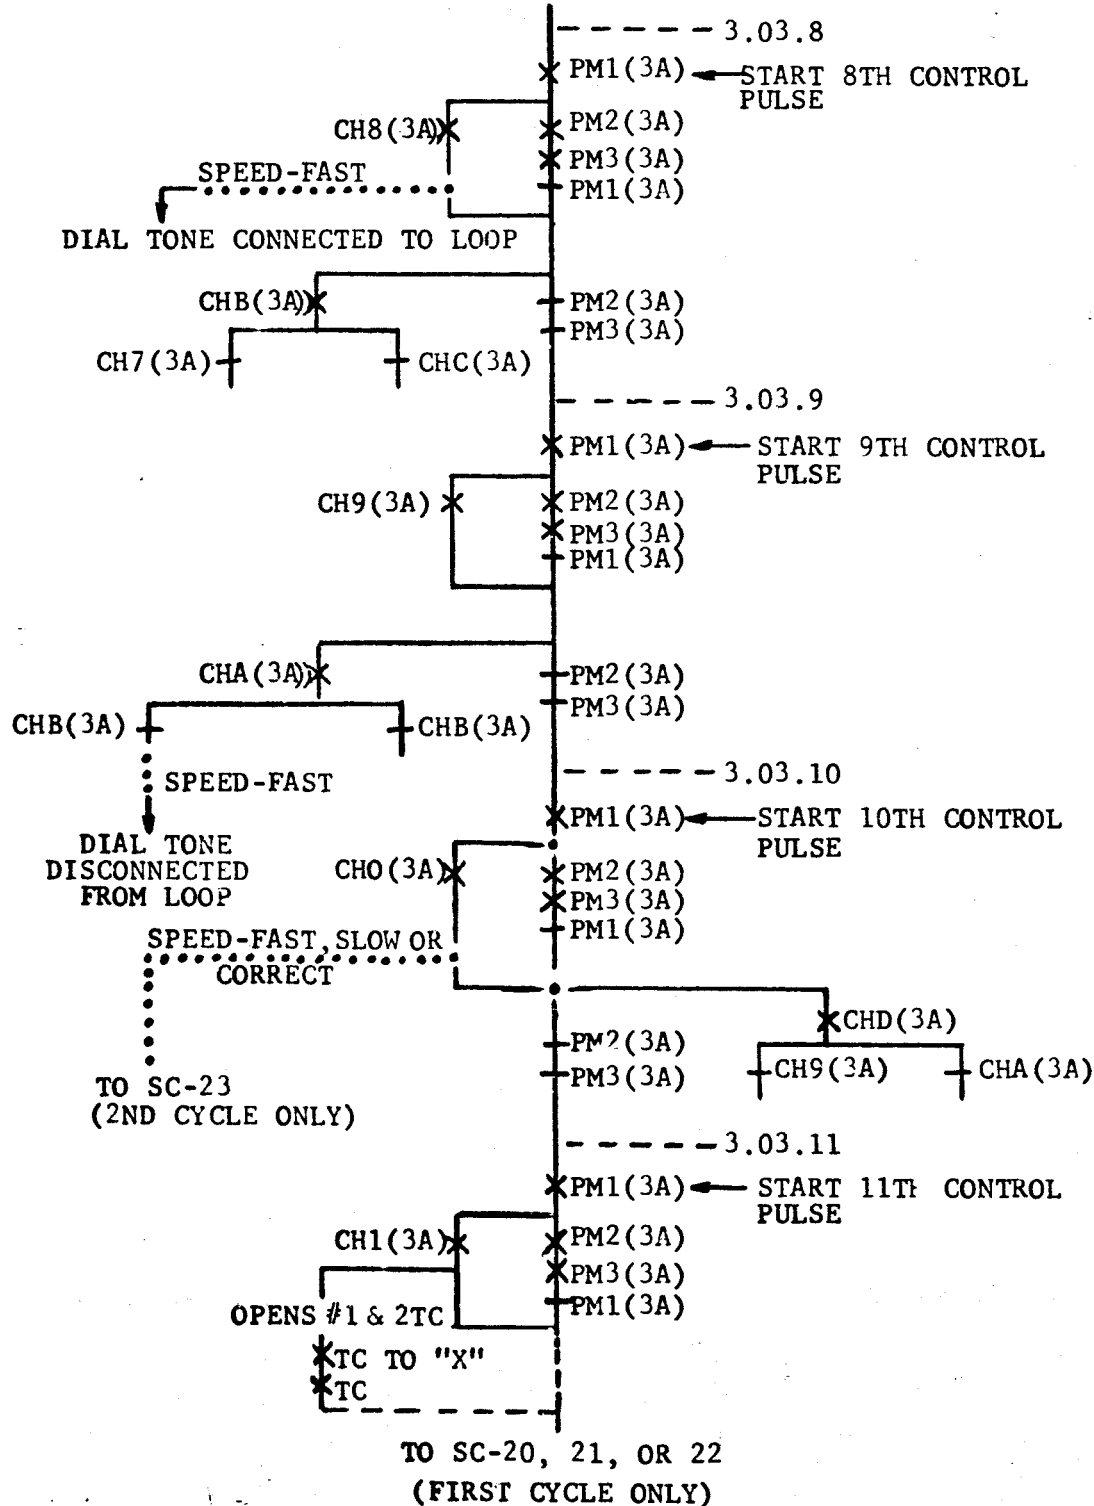 3.03.8
PM1(3A) START 8TH CONTROL
PULSE
CH8(3A) PM2(3A)
PM3(3A)
SPEED-FAST
PM1(3A)
DIAL TONE CONNECTED TO LOOP
CHB(3A) PM2(3A)
PM3(3A)
CH7(3A) CHC(3A)
3.03.9
PM1(3A) START 9TH CONTROL
PULSE
CH9(3A) PM2(3A)
PM3(3A)
PM1(3A)
CHA(3A) PM2(3A)
PM3(3A)
CHB(3A) CHB(3A)
3.03.10
SPEED-FAST
PM1(3A) START 10TH CONTROL
PULSE
DIAL TONE
DISCONNECTED
FROM LOOP
CHO(3A) PM2(3A)
PM3(3A)
PM1(3A)
SPEED-FAST, SLOW OR
CORRECT
CHD(3A)
PM2(3A)
PM3(3A) CH9(3A) CHA(3A)
TO SC-23
(2ND CYCLE ONLY)
3.03.11
PM1(3A) START 11TH CONTROL
PULSE
CH1(3A) PM2(3A)
PM3(3A)
PM1(3A)
OPENS #1 & 2TC
TC TO "X"
TC
TO SC-20, 21, OR 22
(FIRST CYCLE ONLY)